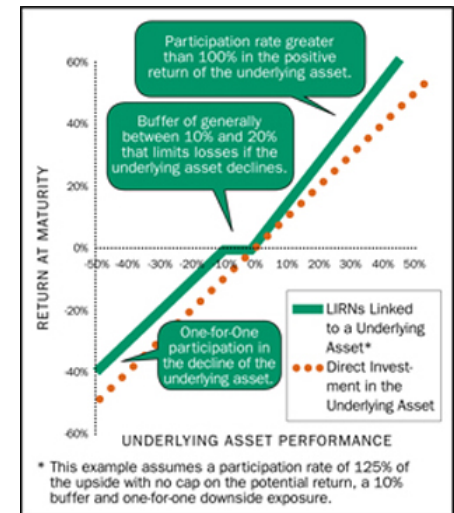 Participation rate greater
than 100% in the positive
return of the underlying asset.
Buffer of generally
between 10% and 20%
that limits losses if the
underlying asset declines.
60%
40%
20%
0%
-20%
-40%
-60%
RETURN AT MATURITY
-50% -40% -30% -20% -10% 0% 10% 20% 30% 40% 50%
One-for-One
participation in
the decline of the
underlying asset.
LIRNs Linked
to a Underlying
Asset*
Direct Invest-
ment in the
Underlying Asset
UNDERLYING ASSET PERFORMANCE
* This example assumes a participation rate of 125% of
the upside with no cap on the potential return, a 10%
buffer and one-for-one downside exposure.